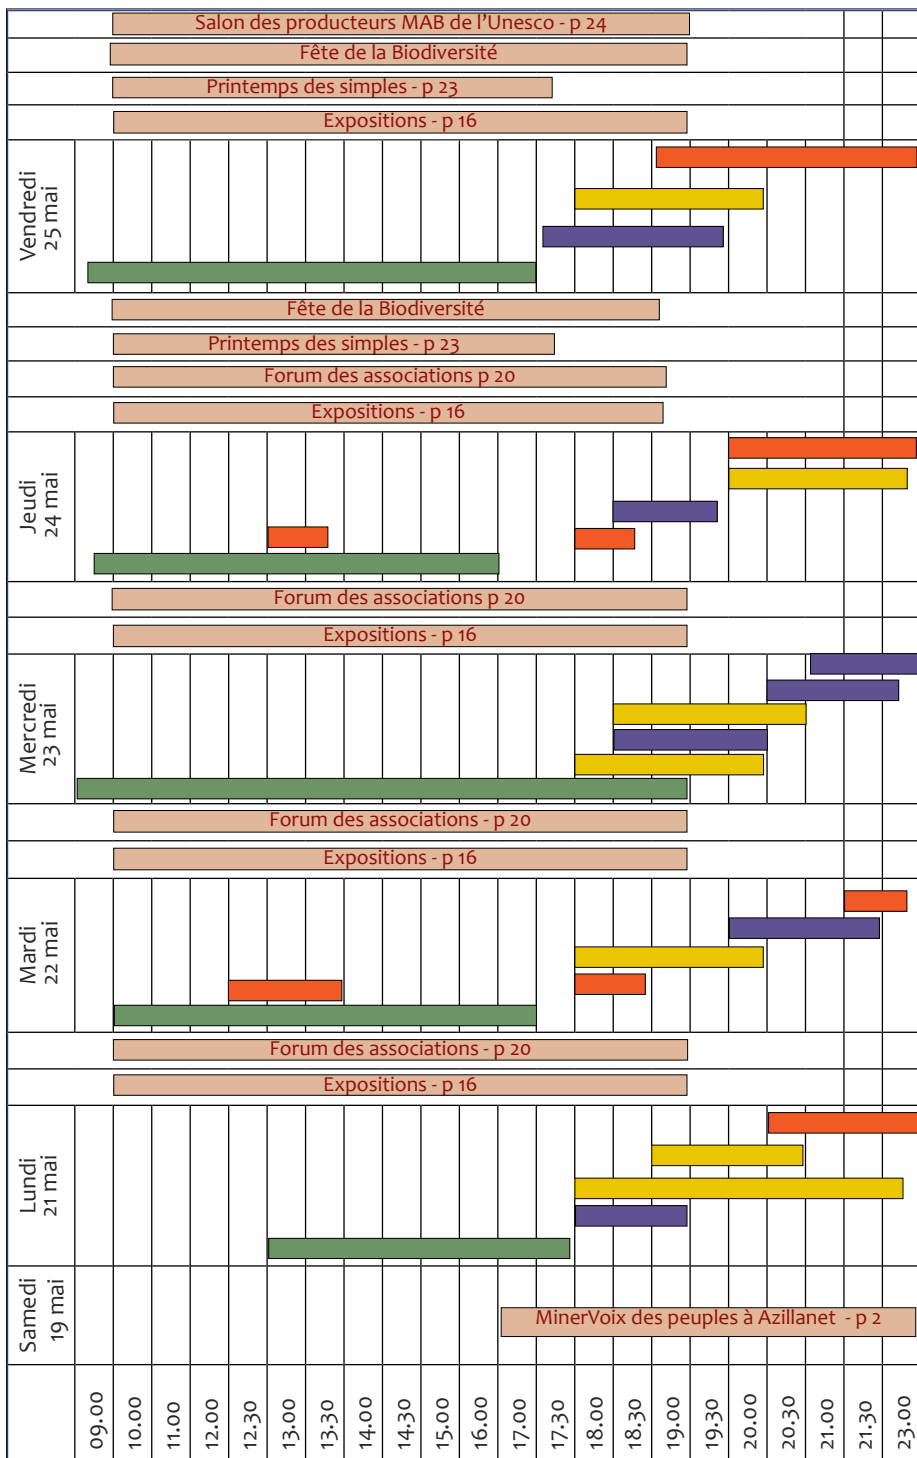 Salon des producteurs MAB de l'Unesco - p 24
Fête de la Biodiversité
Printemps des simples - p 23
Expositions - p 16
Vendredi
25 mai
Fête de la Biodiversité
Printemps des simples - p 23
Forum des associations p 20
Expositions - p 16
Jeudi
24 mai
Forum des associations p 20
Expositions - p 16
Mercredi
23 mai
Forum des associations - p 20
Expositions - p 16
Mardi
22 mai
Forum des associations - p 20
Expositions - p 16
Lundi
21 mai
Samedi
19 mai
MinerVoix des peuples à Azillanet - p 2
09.00
10.00
11.00
12.00
12.30
13.00
13.30
14.00
14.30
15.00
16.00
17.00
17.30
18.00
18.30
19.00
19.30
20.00
20.30
21.00
21.30
23.00